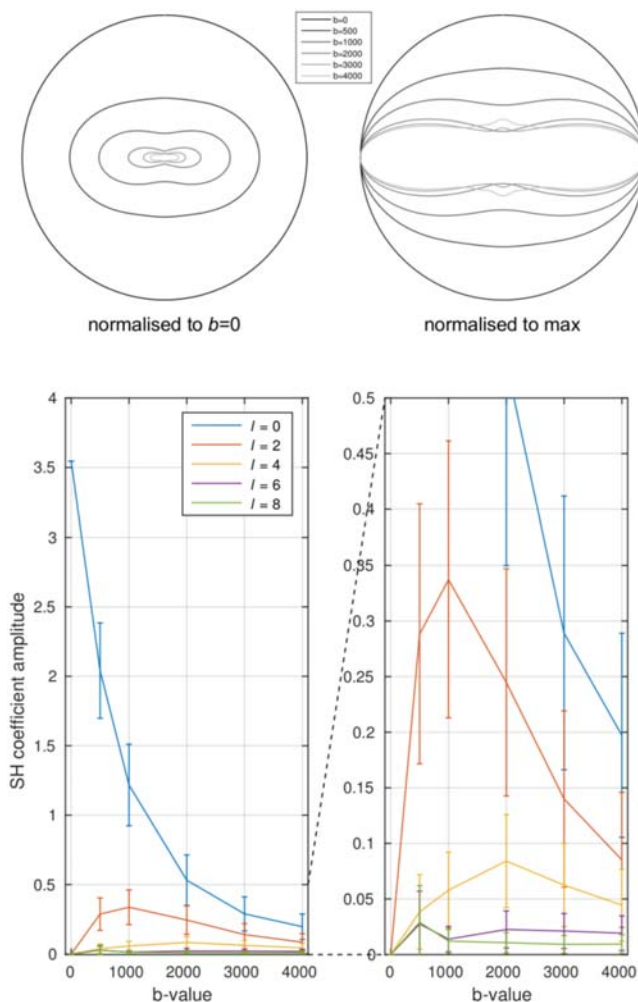 b=0
b=500
b=1000
b=2000
b=3000
b=4000
normalised to b=0
normalised to max
4
3.5
3
2.5
2
1.5
1
0.5
0
SH coefficient amplitude
l = 0
l = 2
l = 4
l = 6
l = 8
0 1000 2000 3000 4000
b-value
0.5
0.45
0.4
0.35
0.3
0.25
0.2
0.15
0.1
0.05
0
0 1000 2000 3000 4000
b-value